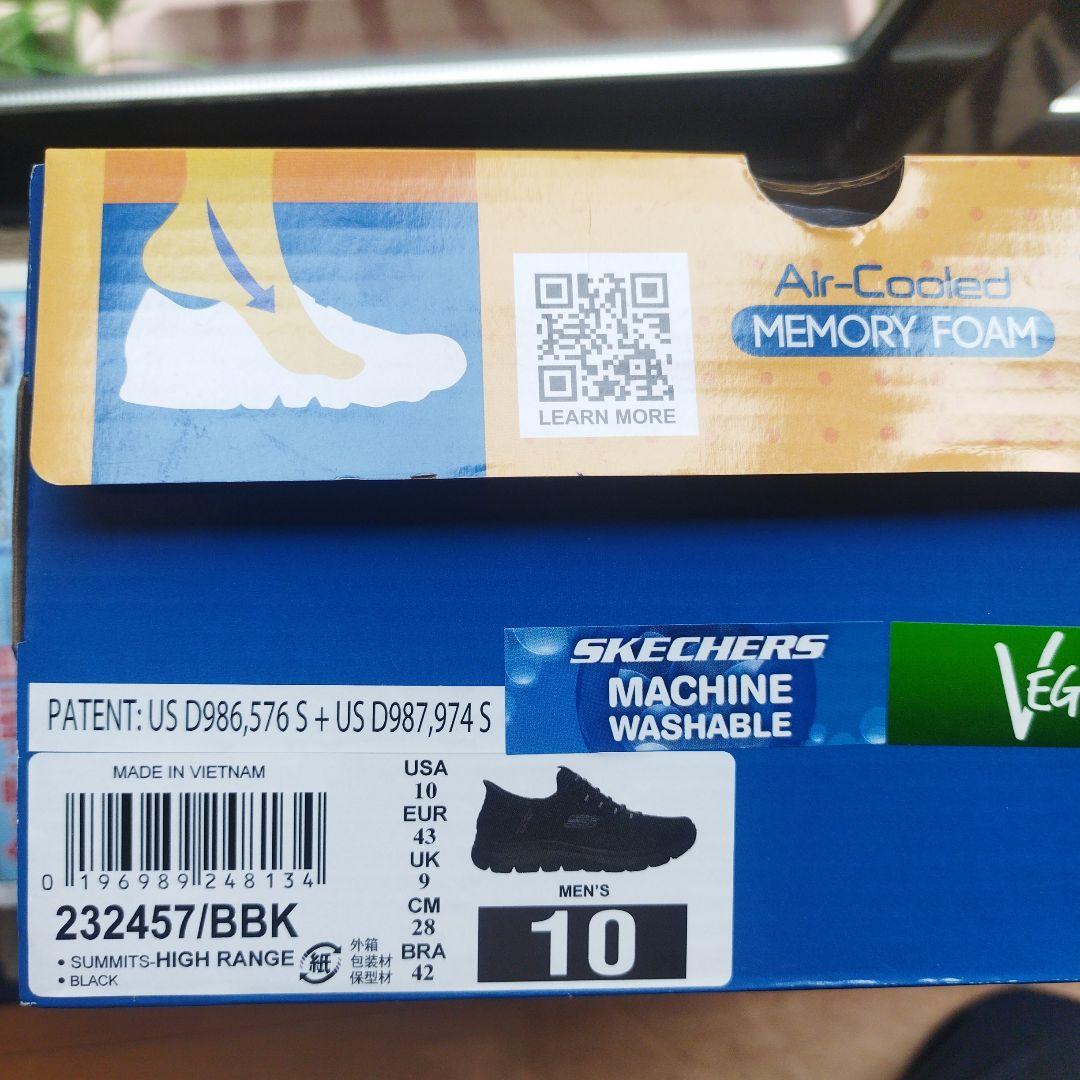 LEARN MORE
Air-Cooled
MEMORY FOAM
SKECHERS
MACHINE
WASHABLE
PATENT: US D986,576 S + US D987,974 S
MADE IN VIETNAM
0 196989 248134
232457/BBK
• SUMMITS-HIGH RANGE
• BLACK
紙
外箱
包装材
保型材
USA
10
EUR
43
UK
9
CM
28
BRA
42
MEN'S
10